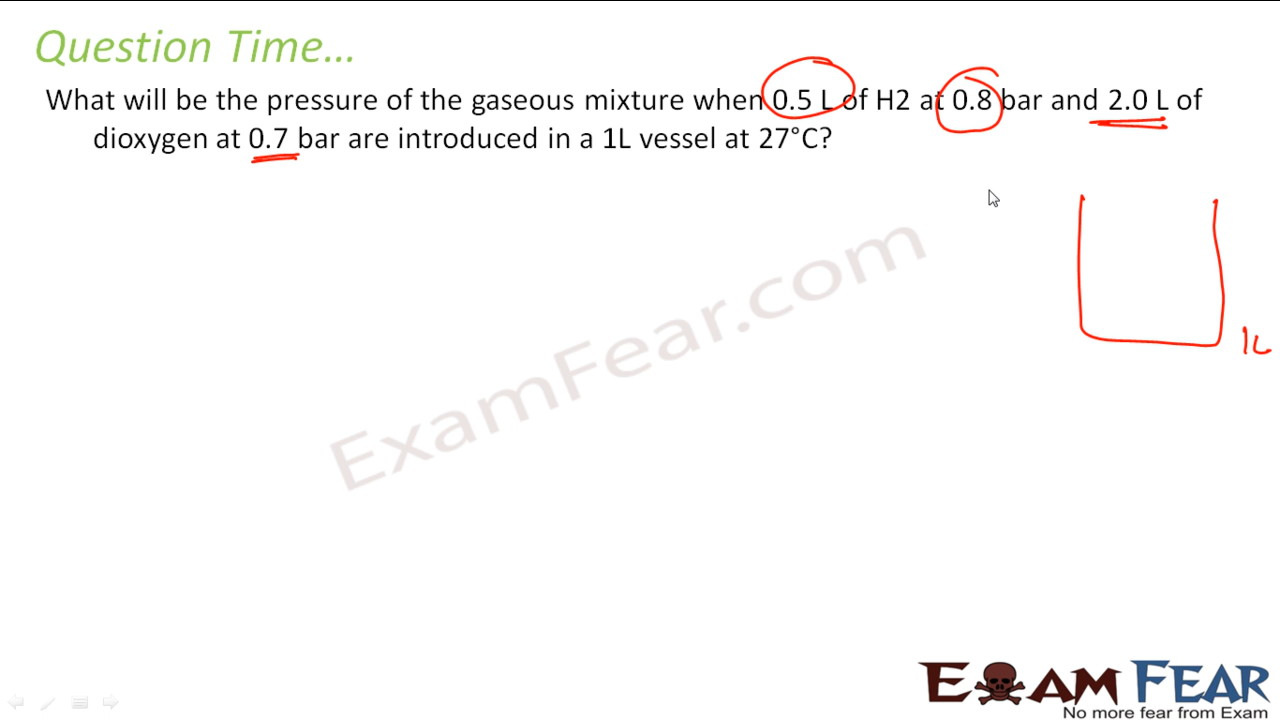 Question Time...
What will be the pressure of the gaseous mixture when 0.5 L of H2 at 0.8 bar and 2.0 L of
dioxygen at 0.7 bar are introduced in a 1L vessel at 27°C?
1L
ExamFear.com
EXAM FEAR
No more fear from Exam